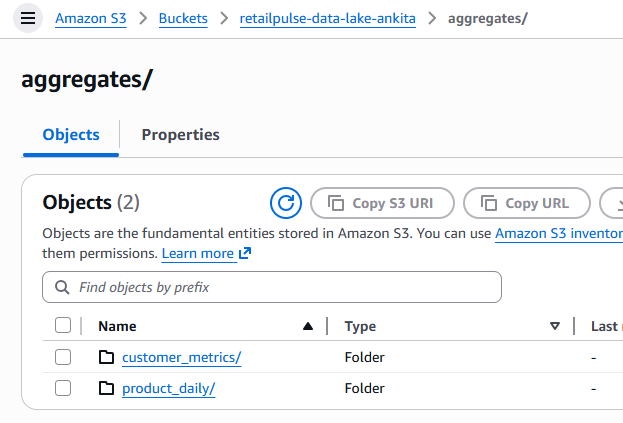 Amazon S3 > Buckets > retailpulse-data-lake-ankita > aggregates/
aggregates/
Objects Properties
Objects (2) Copy S3 URI Copy URL
Objects are the fundamental entities stored in Amazon S3. You can use Amazon S3 inventor
them permissions. Learn more
Find objects by prefix
Name Type Last
customer_metrics/ Folder -
product_daily/ Folder -